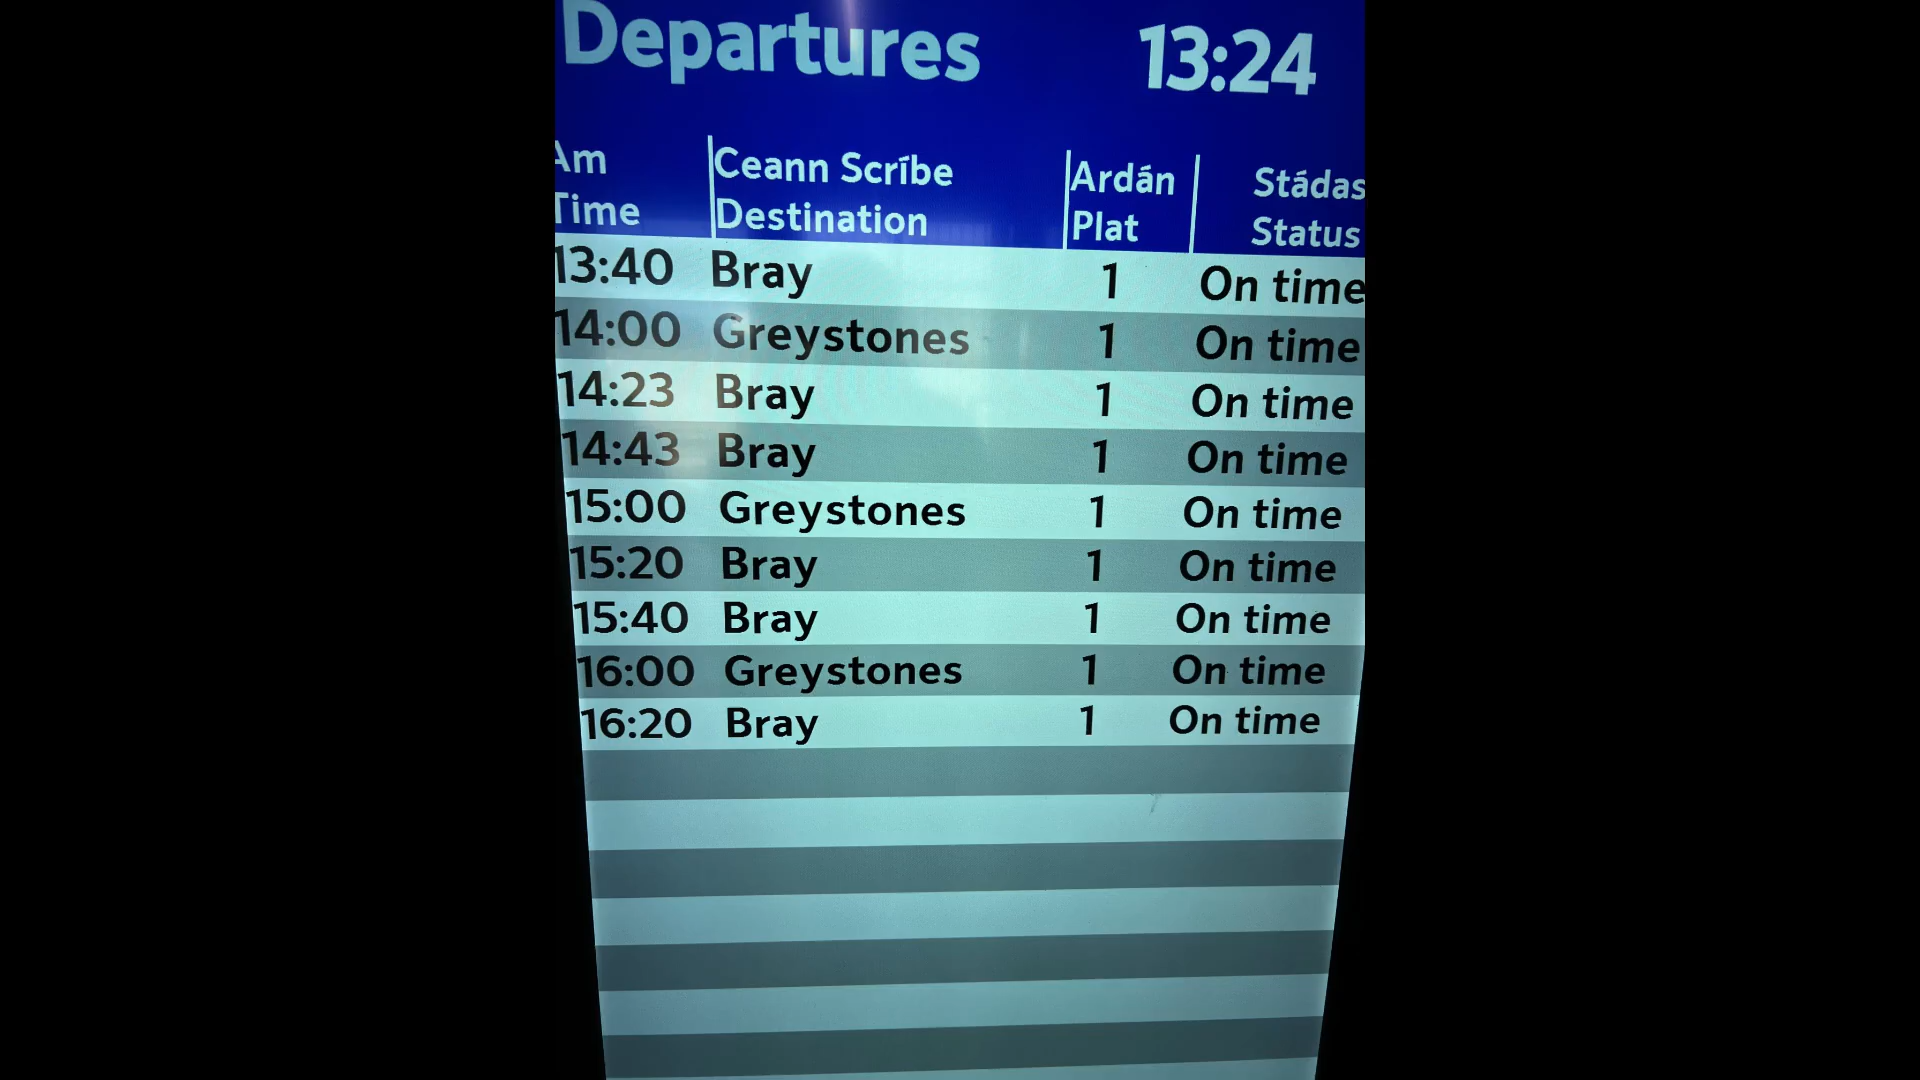 Departures 13:24
Am Ceann Scríbe Ardán Stádas
Time Destination Plat Status
13:40 Bray 1 On time
14:00 Greystones 1 On time
14:23 Bray 1 On time
14:43 Bray 1 On time
15:00 Greystones 1 On time
15:20 Bray 1 On time
15:40 Bray 1 On time
16:00 Greystones 1 On time
16:20 Bray 1 On time